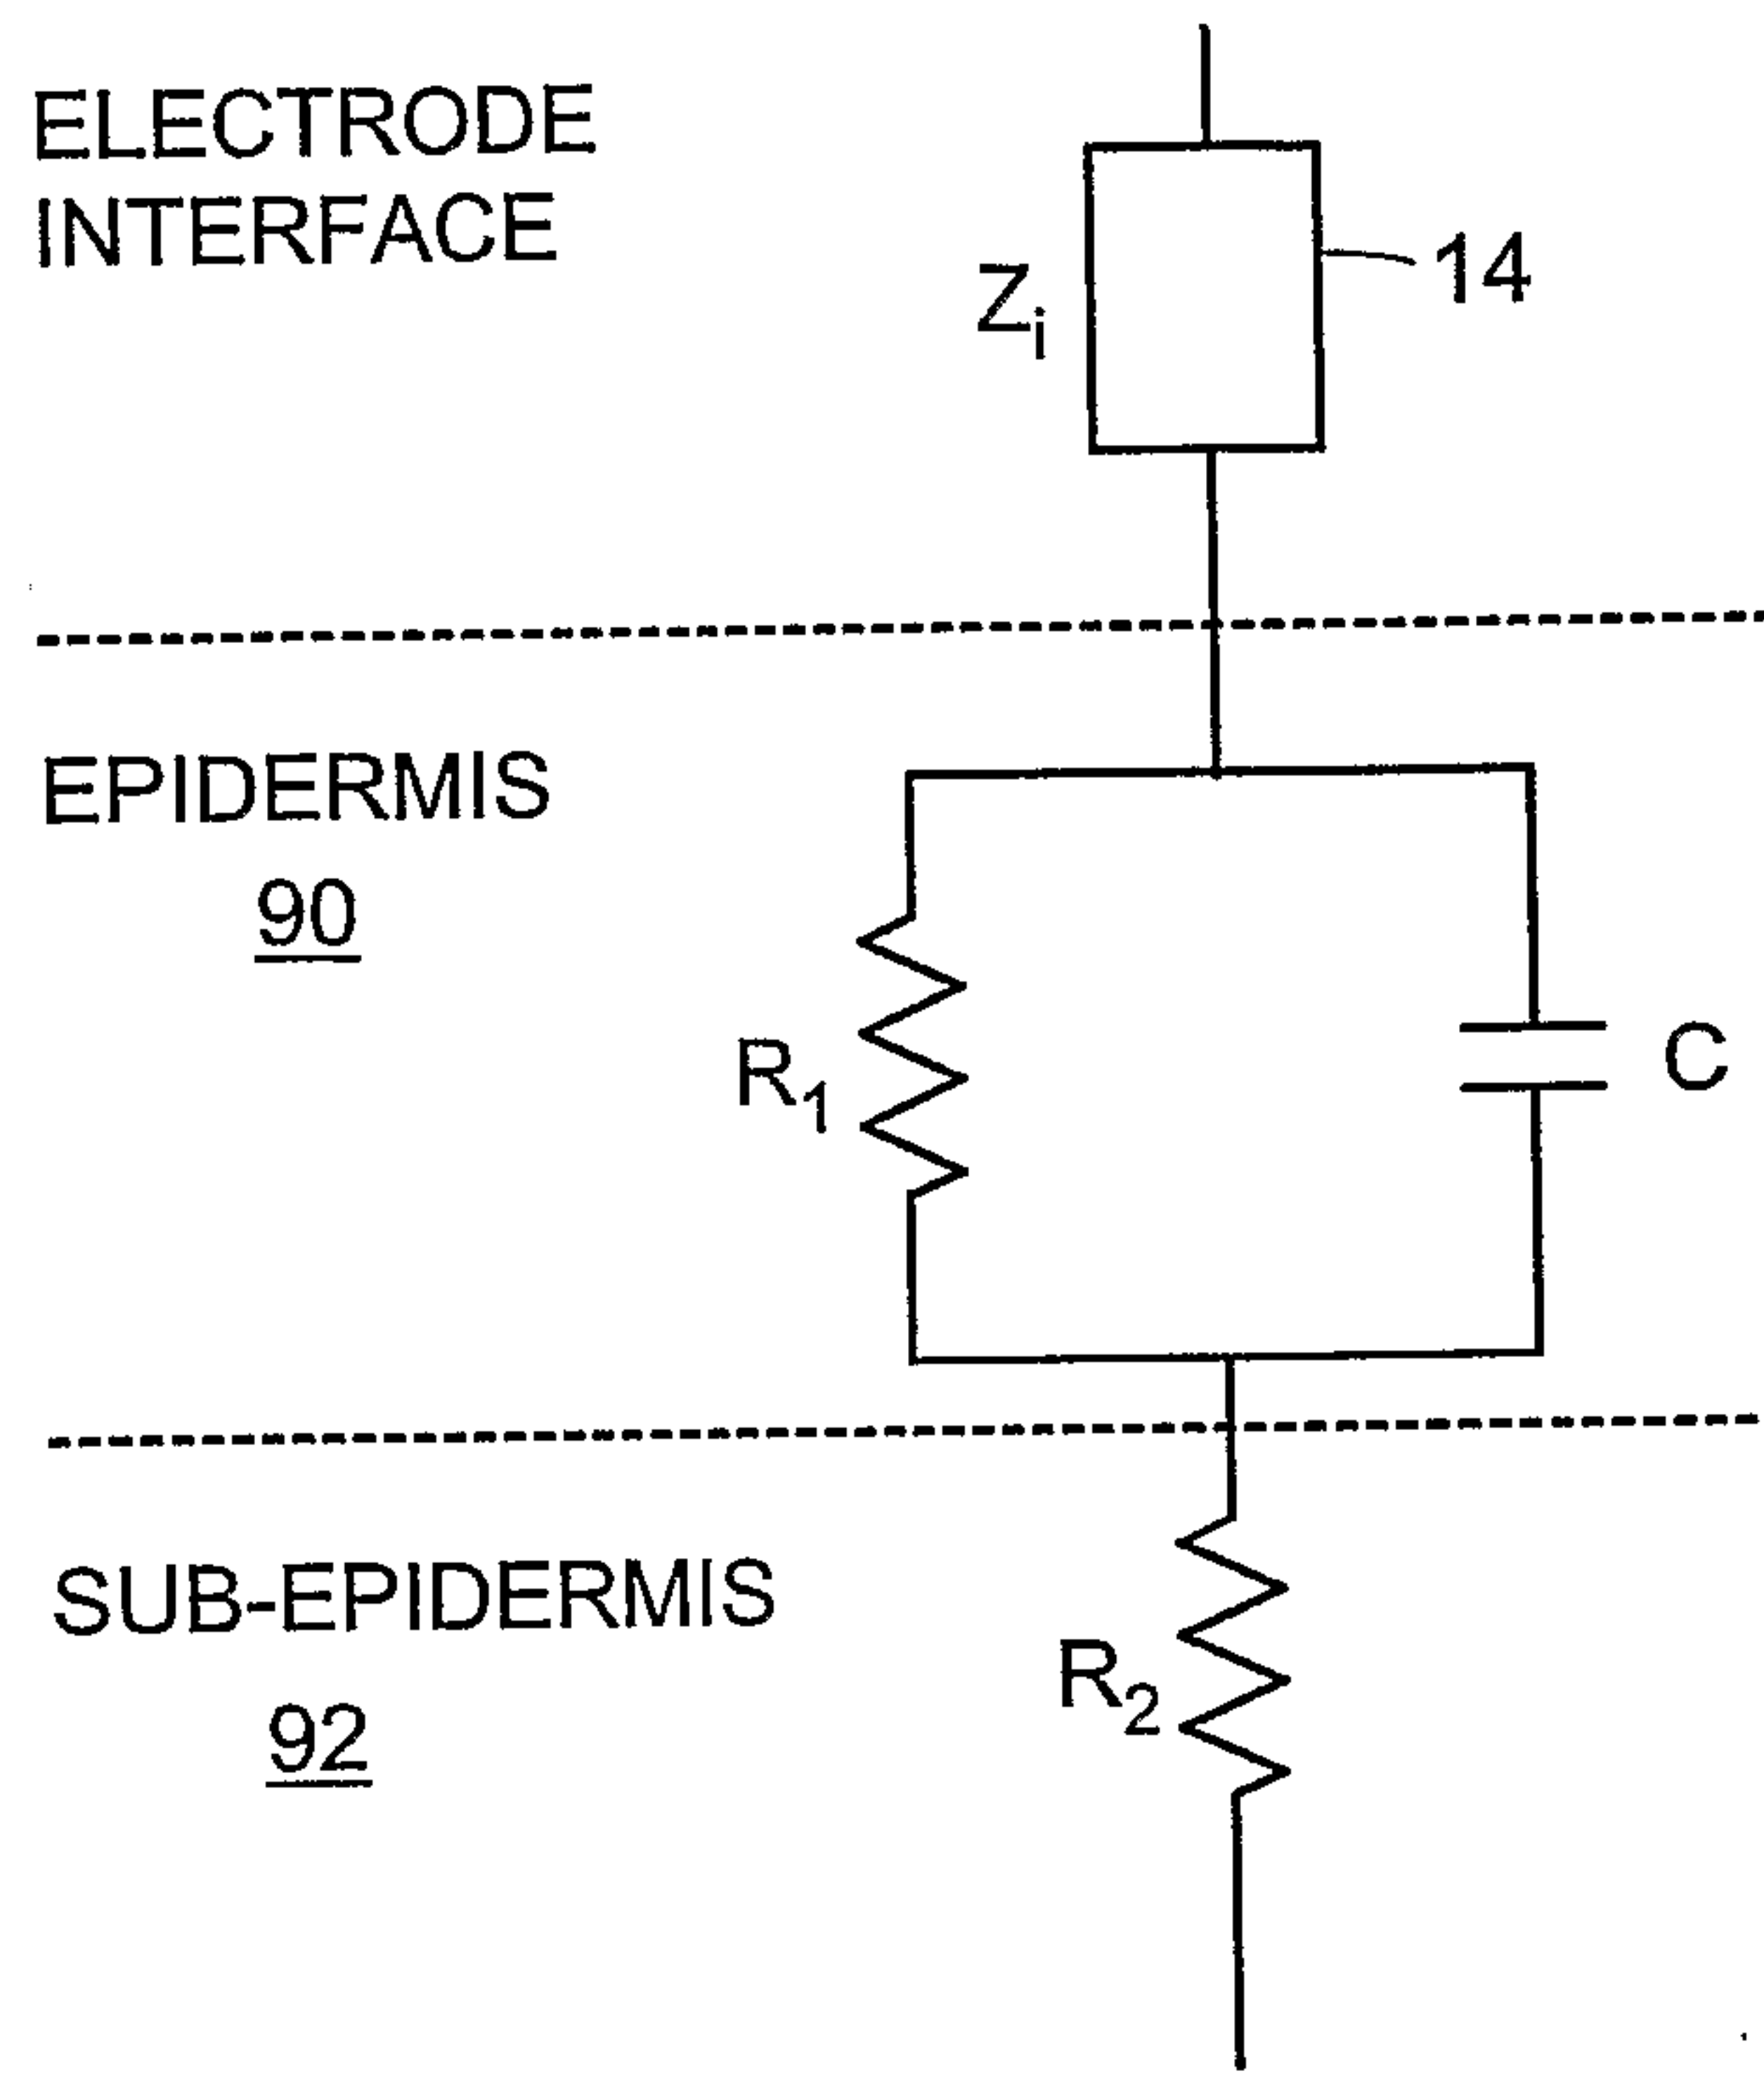 ELECTRODE
INTERFACE
Zi
14
EPIDERMIS
90
R1
C
SUB-EPIDERMIS
R2
92